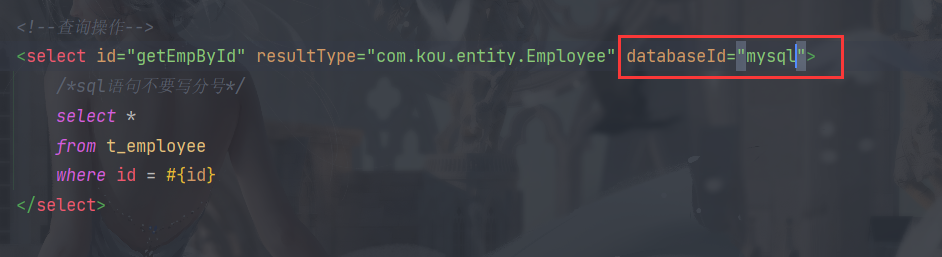 <!--查询操作-->
<select id="getEmpById" resultType="com.kou.entity.Employee" databaseId="mysql">
/*sql语句不要写分号*/
select *
from t_employee
where id = #{id}
</select>